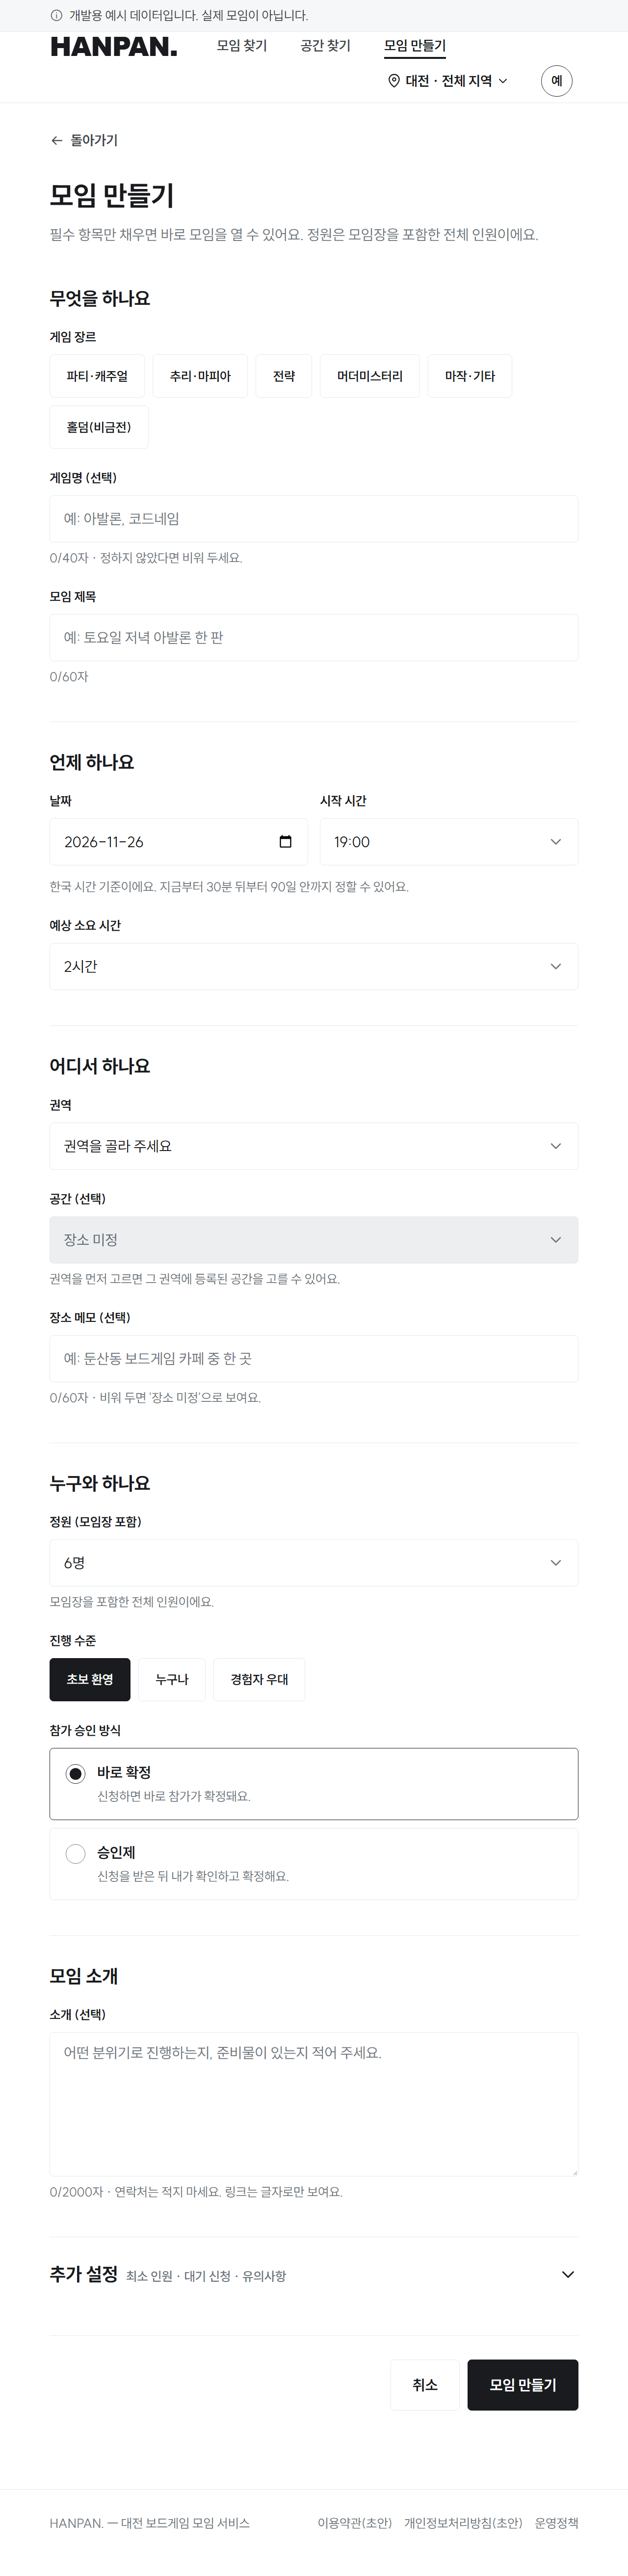 개발용 예시 데이터입니다. 실제 모임이 아닙니다.
HANPAN. 모임 찾기 공간 찾기 모임 만들기
대전 · 전체 지역 예
돌아가기
모임 만들기
필수 항목만 채우면 바로 모임을 열 수 있어요. 정원은 모임장을 포함한 전체 인원이에요.
무엇을 하나요
게임 장르
파티·캐주얼 추리·마피아 전략 머더미스터리 마작·기타
홀덤(비금전)
게임명 (선택)
예: 아발론, 코드네임
0/40자 · 정하지 않았다면 비워 두세요.
모임 제목
예: 토요일 저녁 아발론 한 판
0/60자
언제 하나요
날짜 시작 시간
2026-11-26 19:00
한국 시간 기준이에요. 지금부터 30분 뒤부터 90일 안까지 정할 수 있어요.
예상 소요 시간
2시간
어디서 하나요
권역
권역을 골라 주세요
공간 (선택)
장소 미정
권역을 먼저 고르면 그 권역에 등록된 공간을 고를 수 있어요.
장소 메모 (선택)
예: 둔산동 보드게임 카페 중 한 곳
0/60자 · 비워 두면 '장소 미정'으로 보여요.
누구와 하나요
정원 (모임장 포함)
6명
모임장을 포함한 전체 인원이에요.
진행 수준
초보 환영 누구나 경험자 우대
참가 승인 방식
바로 확정
신청하면 바로 참가가 확정돼요.
승인제
신청을 받은 뒤 내가 확인하고 확정해요.
모임 소개
소개 (선택)
어떤 분위기로 진행하는지, 준비물이 있는지 적어 주세요.
0/2000자 · 연락처는 적지 마세요. 링크는 글자로만 보여요.
추가 설정 최소 인원 · 대기 신청 · 유의사항
취소 모임 만들기
HANPAN. — 대전 보드게임 모임 서비스 이용약관(초안) 개인정보처리방침(초안) 운영정책